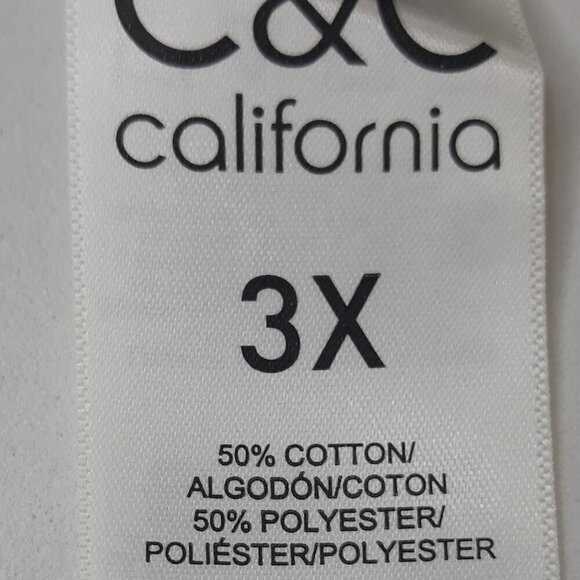 C&C
california
3X
50% COTTON/
ALGODÓN/COTON
50% POLYESTER/
POLIÉSTER/POLYESTER